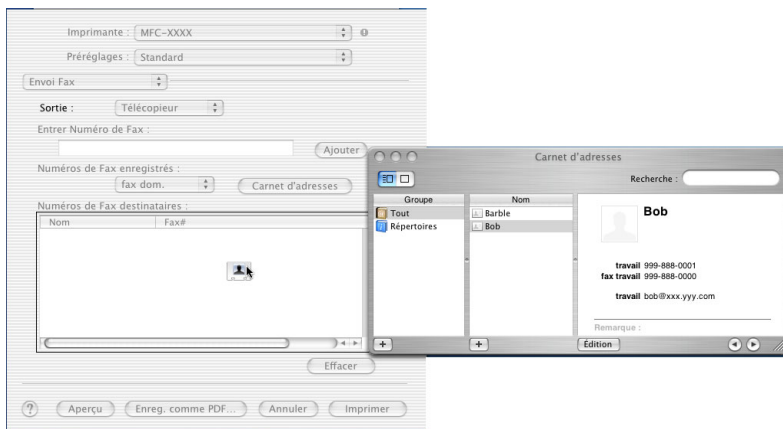 Imprimante : MFC-XXXX
Préréglages : Standard
Envoi Fax
Sortie : Télécopieur
Entrer Numéro de Fax :
Ajouter
Numéros de Fax enregistrés :
fax dom. Carnet d'adresses
Numéros de Fax destinataires :
Nom Fax#
Effacer
? Aperçu Enreg. comme PDF... Annuler Imprimer
Carnet d'adresses
Recherche :
Groupe Nom
Tout
Répertoires
Barble
Bob
Bob
travail 999-888-0001
fax travail 999-888-0000
travail bob@xxx.yyy.com
Remarque :
+ + Édition